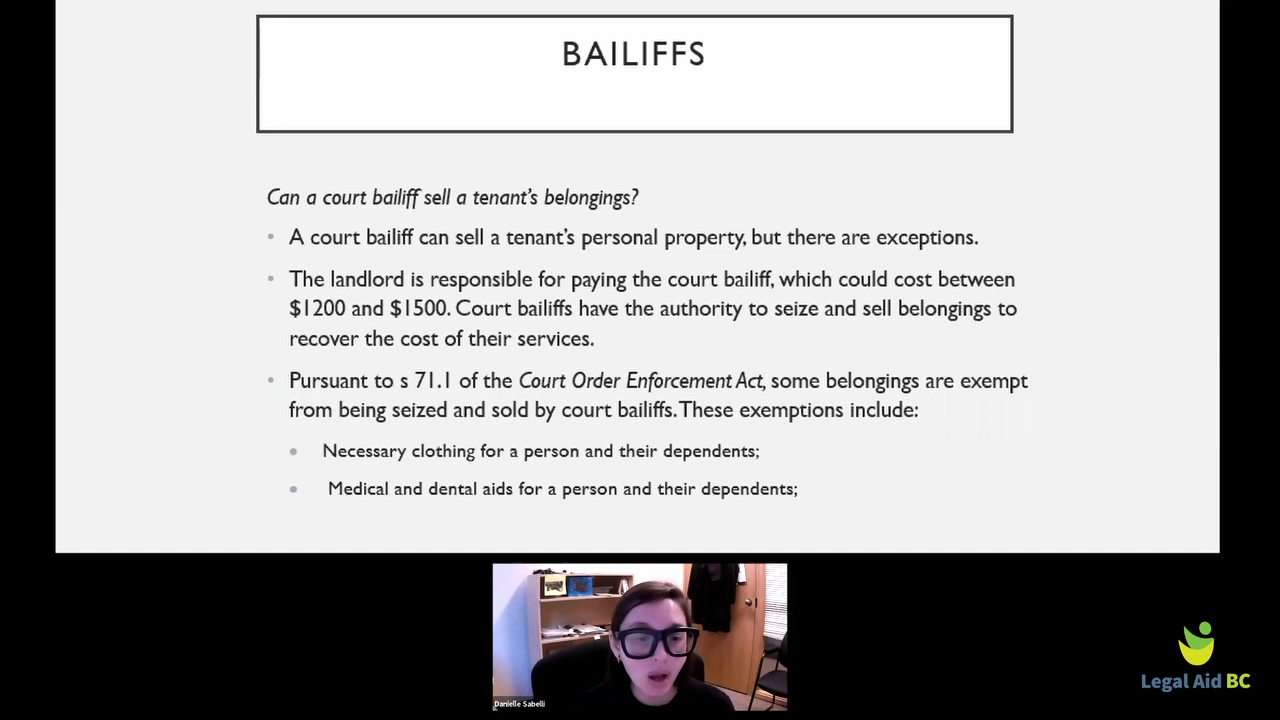 BAILIFFS
Can a court bailiff sell a tenant's belongings?
• A court bailiff can sell a tenant's personal property, but there are exceptions.
• The landlord is responsible for paying the court bailiff, which could cost between
$1200 and $1500. Court bailiffs have the authority to seize and sell belongings to
recover the cost of their services.
• Pursuant to s 71.1 of the Court Order Enforcement Act, some belongings are exempt
from being seized and sold by court bailiffs. These exemptions include:
• Necessary clothing for a person and their dependents;
• Medical and dental aids for a person and their dependents;
Danielle Sabelli
Legal Aid BC